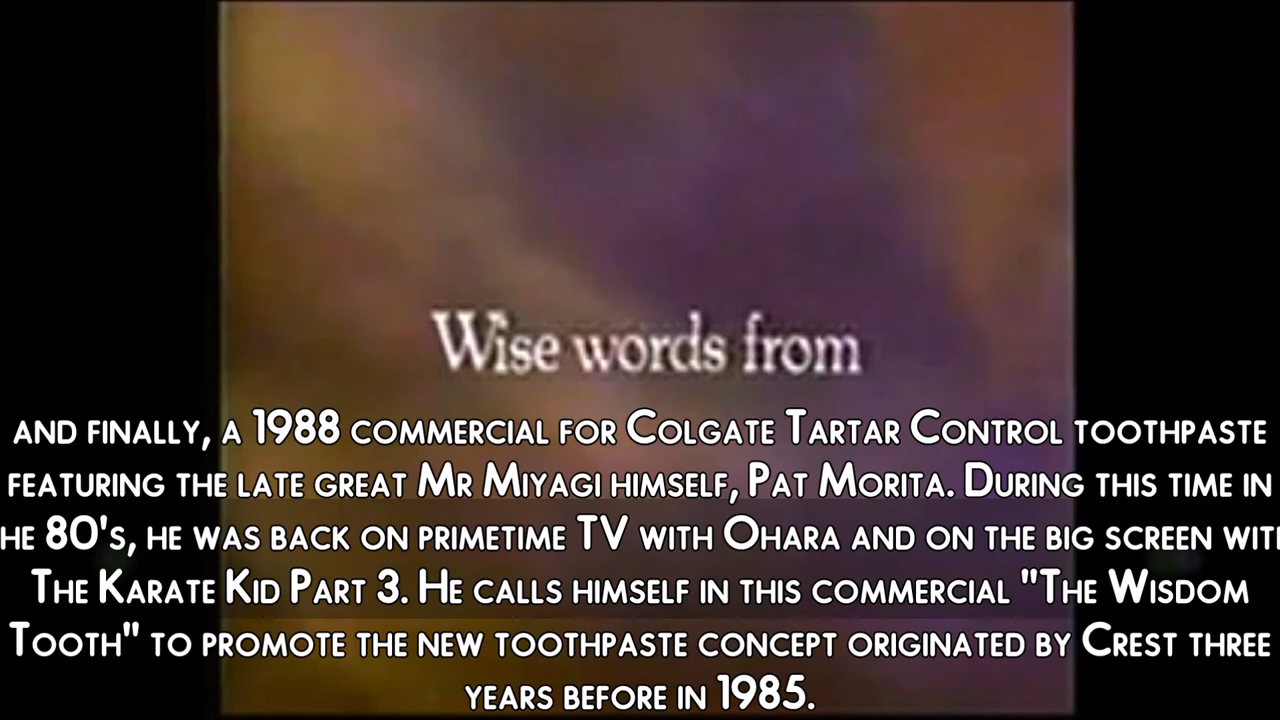 Wise words from
AND FINALLY, A 1988 COMMERCIAL FOR COLGATE TARTAR CONTROL TOOTHPASTE
FEATURING THE LATE GREAT MR MIYAGI HIMSELF, PAT MORITA. DURING THIS TIME IN
HE 80'S, HE WAS BACK ON PRIMETIME TV WITH OHARA AND ON THE BIG SCREEN WITH
THE KARATE KID PART 3. HE CALLS HIMSELF IN THIS COMMERCIAL "THE WISDOM
TOOTH" TO PROMOTE THE NEW TOOTHPASTE CONCEPT ORIGINATED BY CREST THREE
YEARS BEFORE IN 1985.